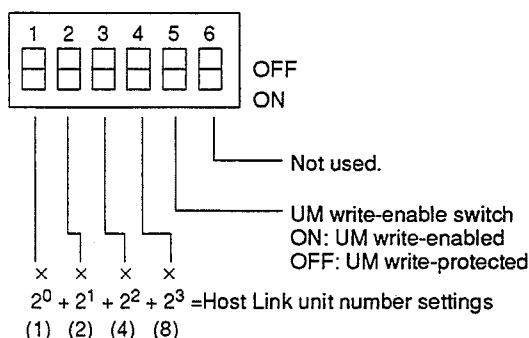 1 2 3 4 5 6
OFF
ON
Not used.
UM write-enable switch
ON: UM write-enabled
OFF: UM write-protected
× × × ×
2⁰ + 2¹ + 2² + 2³ =Host Link unit number settings
(1) (2) (4) (8)